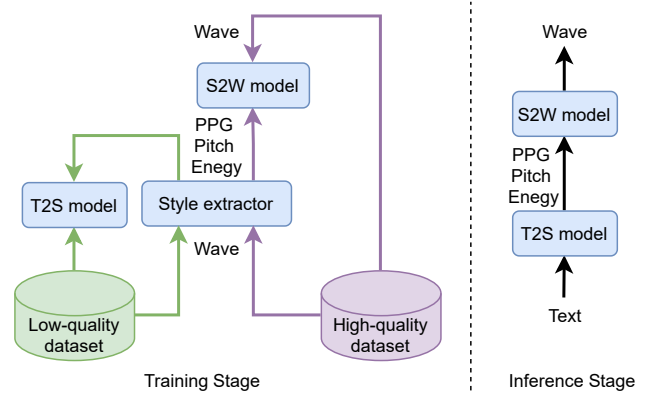 Wave
S2W model
PPG
Pitch
Enegy
T2S model
Style extractor
Wave
Low-quality
dataset
High-quality
dataset
Training Stage
Wave
S2W model
PPG
Pitch
Enegy
T2S model
Text
Inference Stage